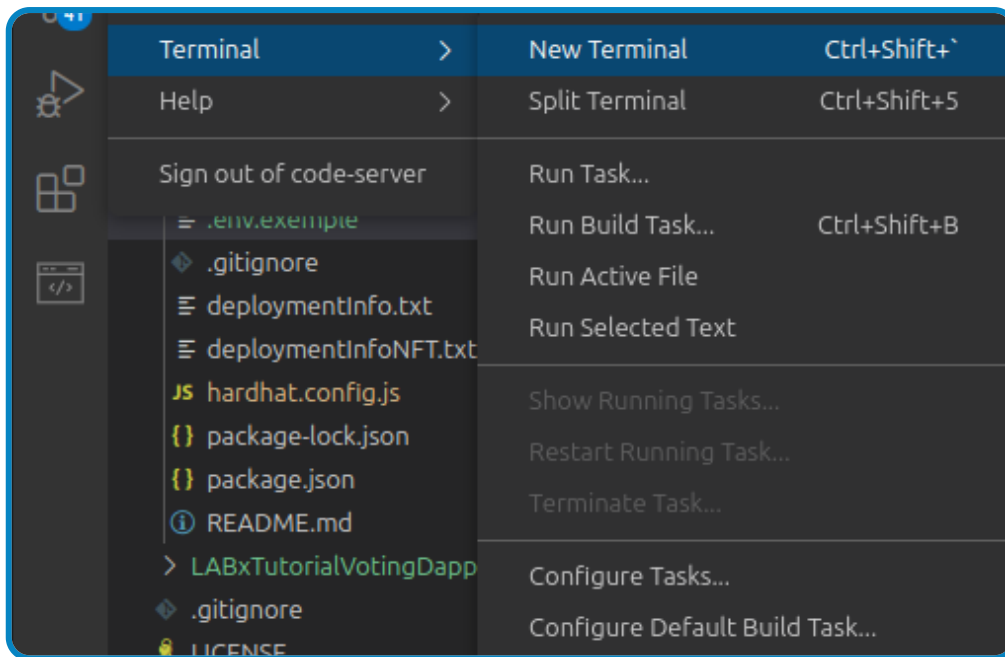 41
Terminal
Help
Sign out of code-server
.env.exemple
.gitignore
deploymentInfo.txt
deploymentInfoNFT.txt
JS hardhat.config.js
{} package-lock.json
{} package.json
README.md
LABxTutorialVotingDapp
.gitignore
LICENSE
New Terminal Ctrl+Shift+`
Split Terminal Ctrl+Shift+5
Run Task...
Run Build Task... Ctrl+Shift+B
Run Active File
Run Selected Text
Show Running Tasks...
Restart Running Task...
Terminate Task...
Configure Tasks...
Configure Default Build Task...